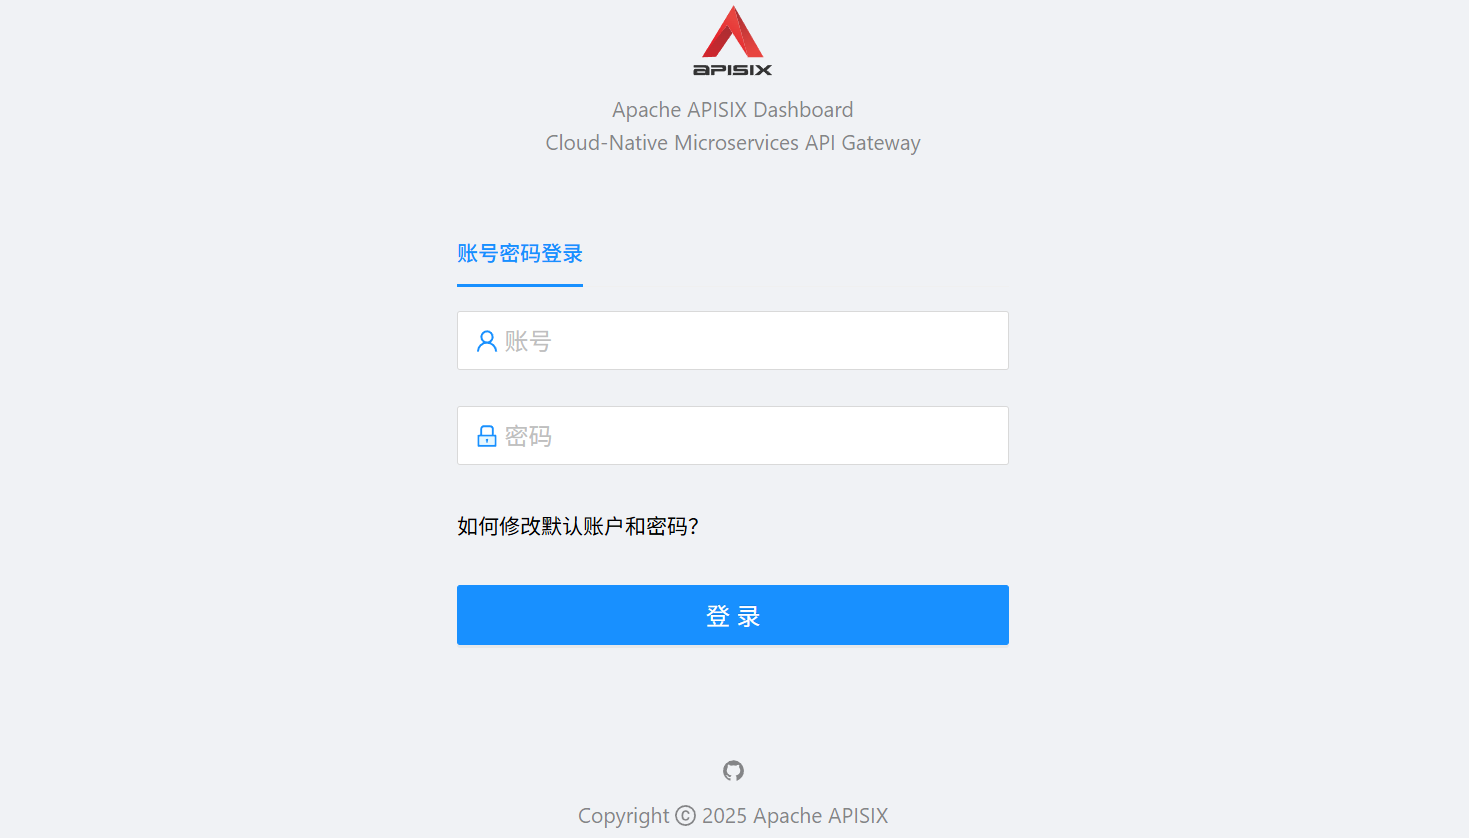 APISIX
Apache APISIX Dashboard
Cloud-Native Microservices API Gateway
账号密码登录
账号
密码
如何修改默认账户和密码?
登 录
Copyright © 2025 Apache APISIX